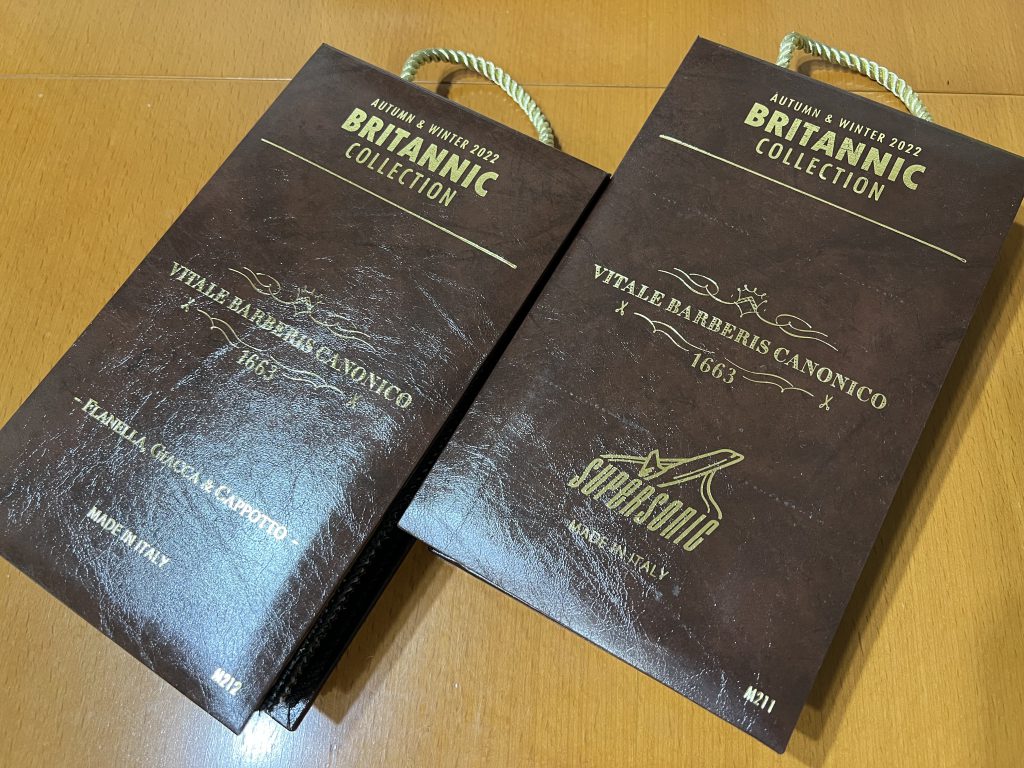 AUTUMN & WINTER 2022
BRITANNIC
COLLECTION
VITALE BARBERIS CANONICO
1663
- FLANELLA, GIACCA & CAPPOTTO -
MADE IN ITALY
M212
AUTUMN & WINTER 2022
BRITANNIC
COLLECTION
VITALE BARBERIS CANONICO
1663
SUPERSONIC
MADE IN ITALY
M211